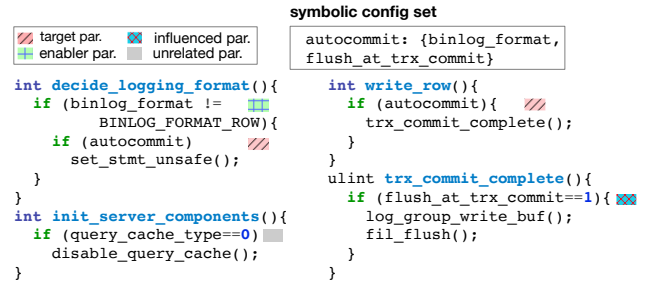 symbolic config set
target par. influenced par.
enabler par. unrelated par.
autocommit: {binlog_format,
flush_at_trx_commit}
int decide_logging_format(){
if (binlog_format !=
BINLOG_FORMAT_ROW){
if (autocommit)
set_stmt_unsafe();
}
}
int init_server_components(){
if (query_cache_type==0)
disable_query_cache();
}
int write_row(){
if (autocommit){
trx_commit_complete();
}
}
ulint trx_commit_complete(){
if (flush_at_trx_commit==1){
log_group_write_buf();
fil_flush();
}
}